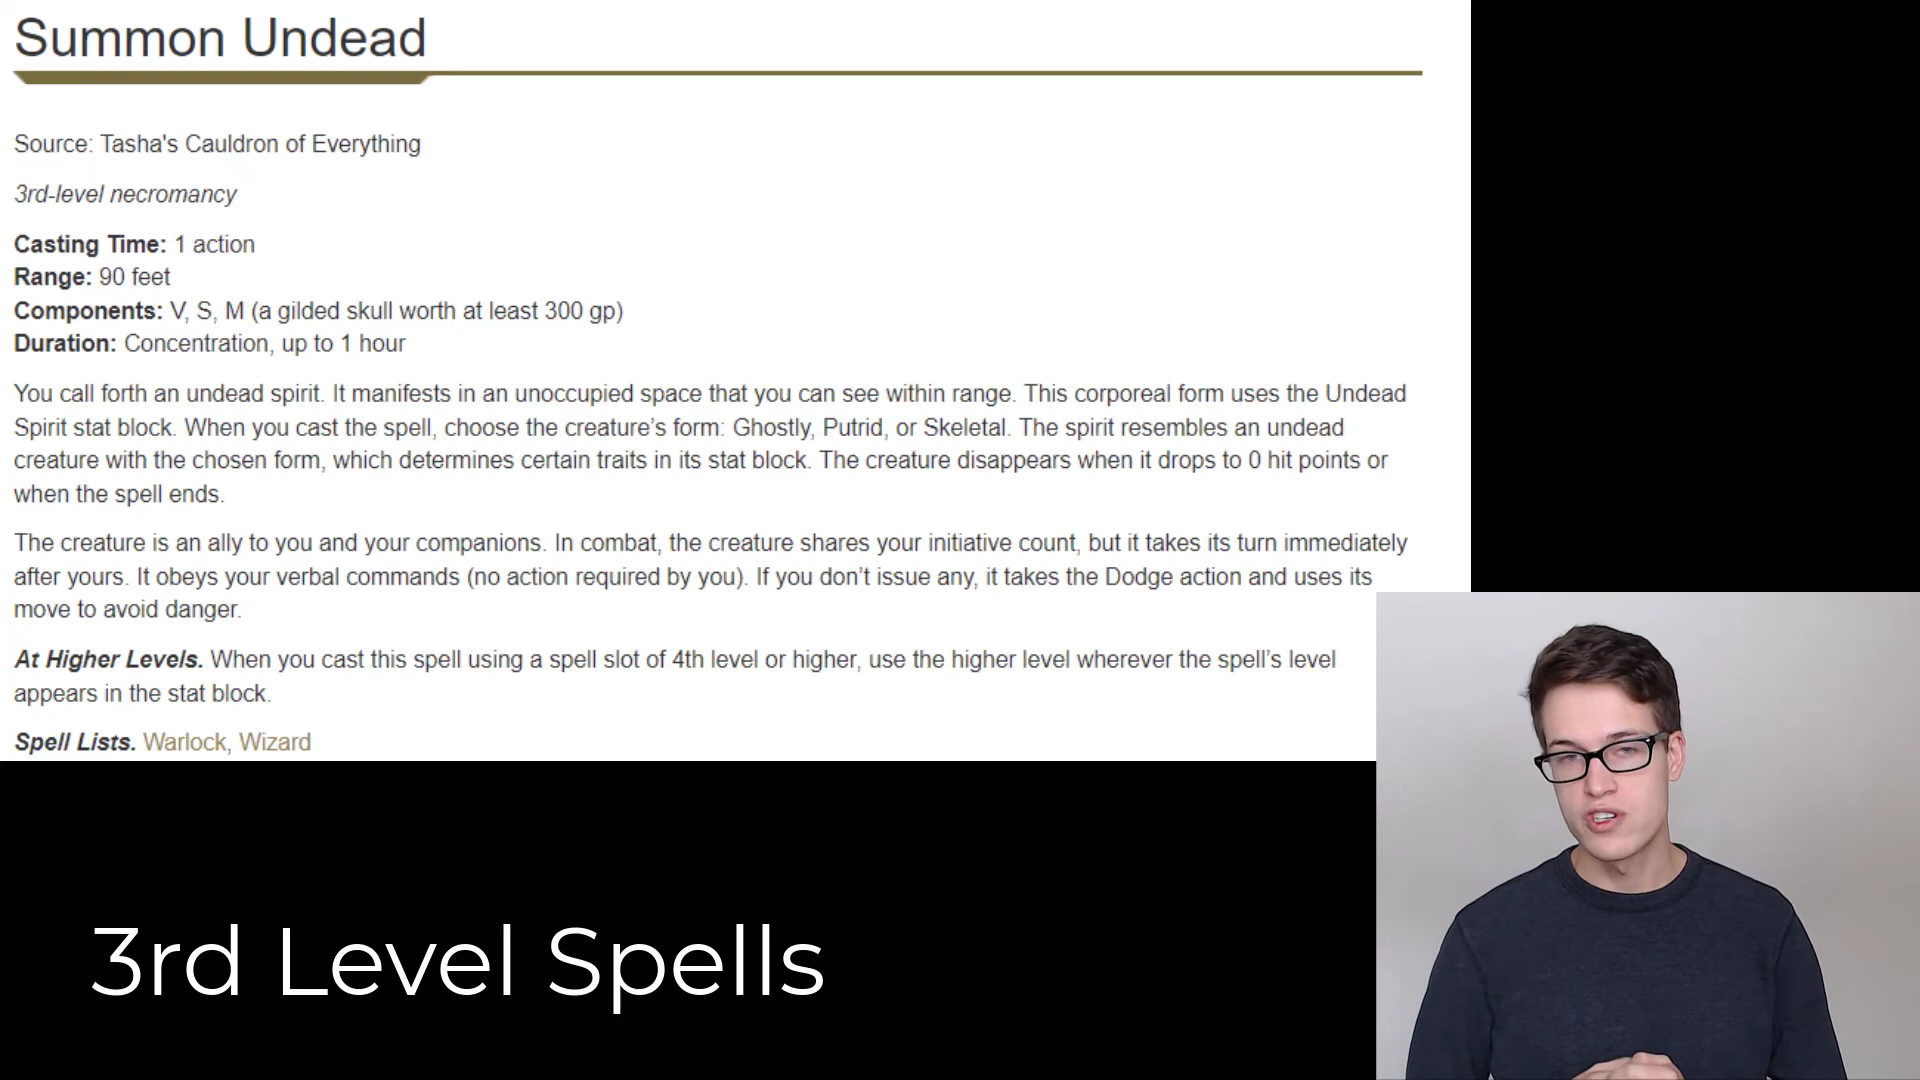 Summon Undead
Source: Tasha's Cauldron of Everything
3rd-level necromancy
Casting Time: 1 action
Range: 90 feet
Components: V, S, M (a gilded skull worth at least 300 gp)
Duration: Concentration, up to 1 hour
You call forth an undead spirit. It manifests in an unoccupied space that you can see within range. This corporeal form uses the Undead
Spirit stat block. When you cast the spell, choose the creature’s form: Ghostly, Putrid, or Skeletal. The spirit resembles an undead
creature with the chosen form, which determines certain traits in its stat block. The creature disappears when it drops to 0 hit points or
when the spell ends.
The creature is an ally to you and your companions. In combat, the creature shares your initiative count, but it takes its turn immediately
after yours. It obeys your verbal commands (no action required by you). If you don’t issue any, it takes the Dodge action and uses its
move to avoid danger.
At Higher Levels. When you cast this spell using a spell slot of 4th level or higher, use the higher level wherever the spell’s level
appears in the stat block.
Spell Lists. Warlock, Wizard
3rd Level Spells